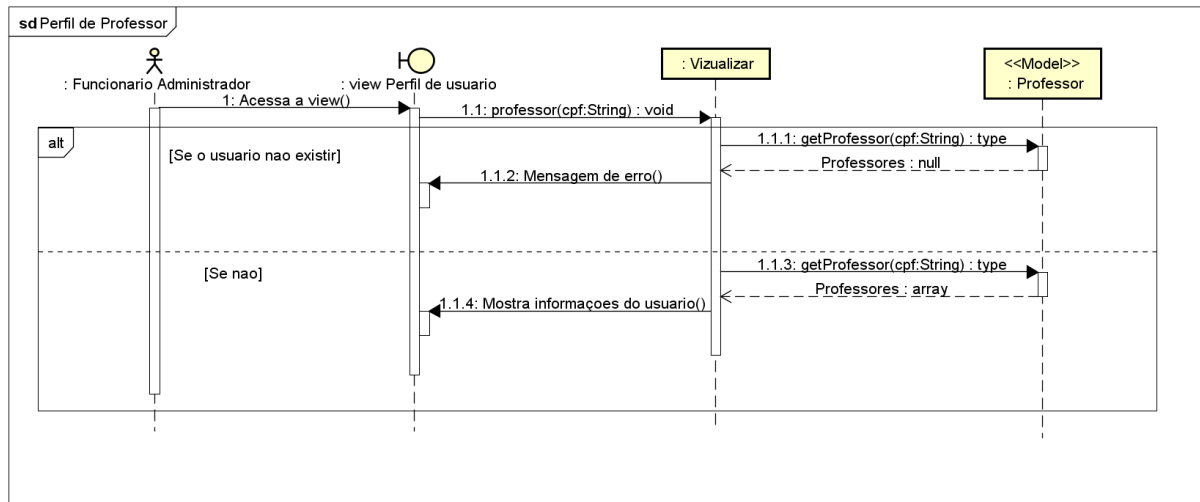 sd Perfil de Professor
: Funcionario Administrador
: view Perfil de usuario
: Vizualizar
<<Model>>
: Professor
1: Acessa a view()
1.1: professor(cpf:String) : void
alt
[Se o usuario nao existir]
1.1.1: getProfessor(cpf:String) : type
Professores : null
1.1.2: Mensagem de erro()
[Se nao]
1.1.3: getProfessor(cpf:String) : type
Professores : array
1.1.4: Mostra informaçoes do usuario()